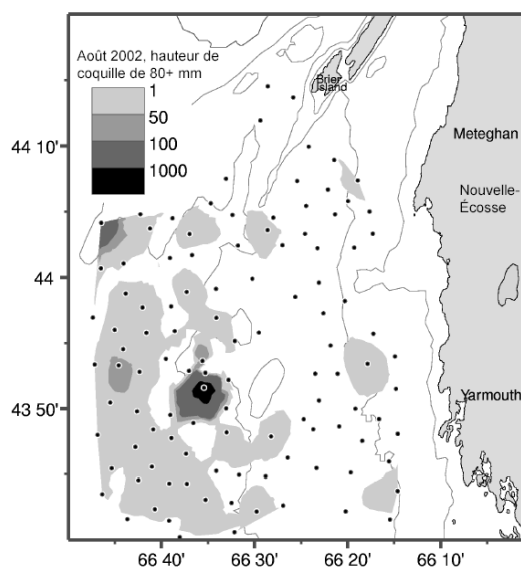 Août 2002, hauteur de
coquille de 80+ mm
1
50
100
1000
Brier
Island
Meteghan
Nouvelle-
Écosse
Yarmouth
44 10'
44
43 50'
66 40'
66 30'
66 20'
66 10'